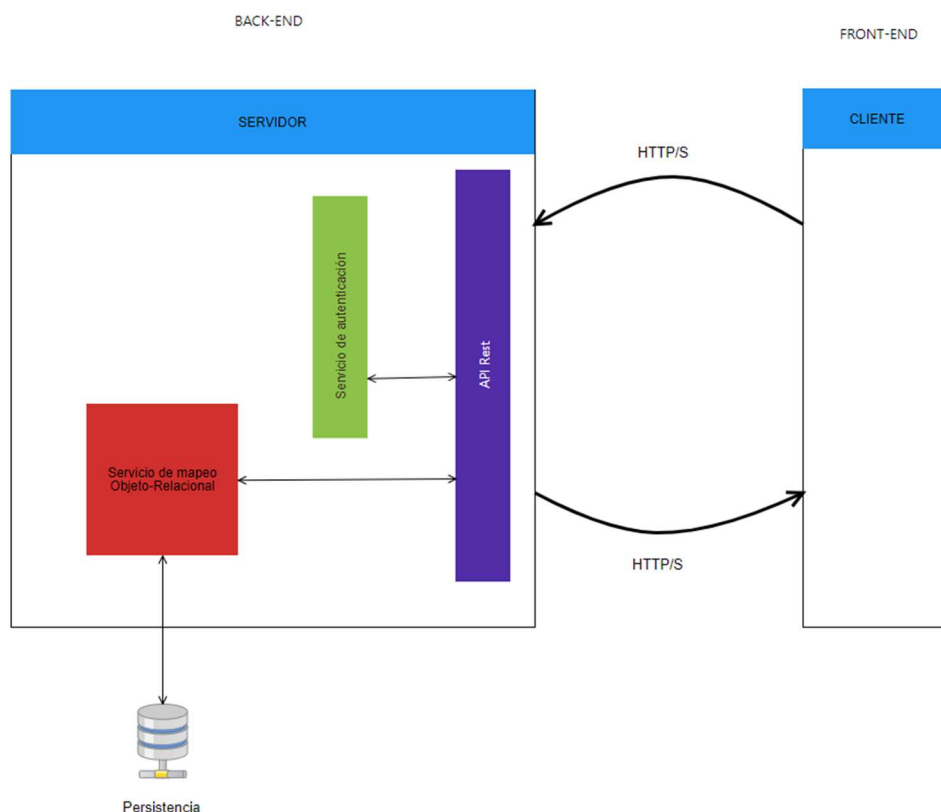 BACK-END
FRONT-END
SERVIDOR
CLIENTE
HTTP/S
Servicio de autenticación
API Rest
Servicio de mapeo
Objeto-Relacional
HTTP/S
Persistencia